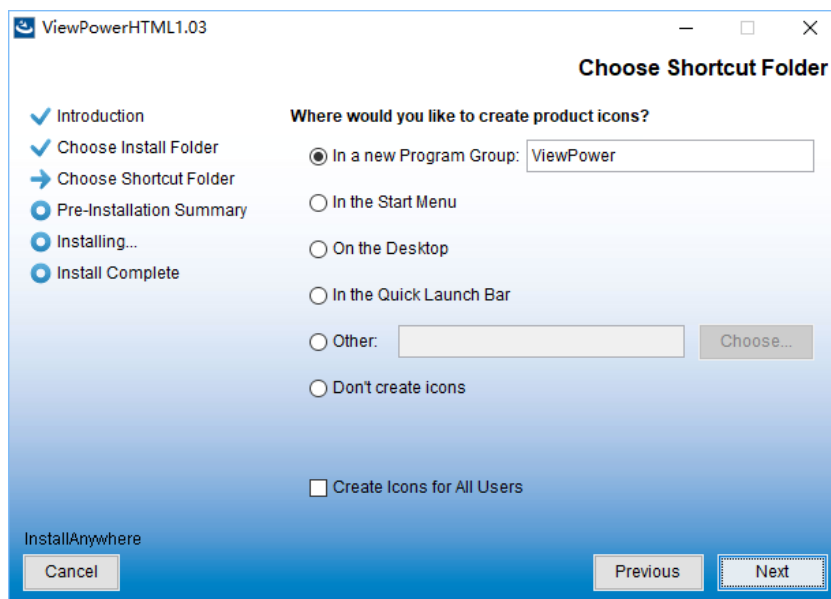 ViewPowerHTML1.03
Choose Shortcut Folder
Introduction
Choose Install Folder
Choose Shortcut Folder
Pre-Installation Summary
Installing...
Install Complete
Where would you like to create product icons?
In a new Program Group: ViewPower
In the Start Menu
On the Desktop
In the Quick Launch Bar
Other: Choose...
Don't create icons
Create Icons for All Users
InstallAnywhere
Cancel Previous Next